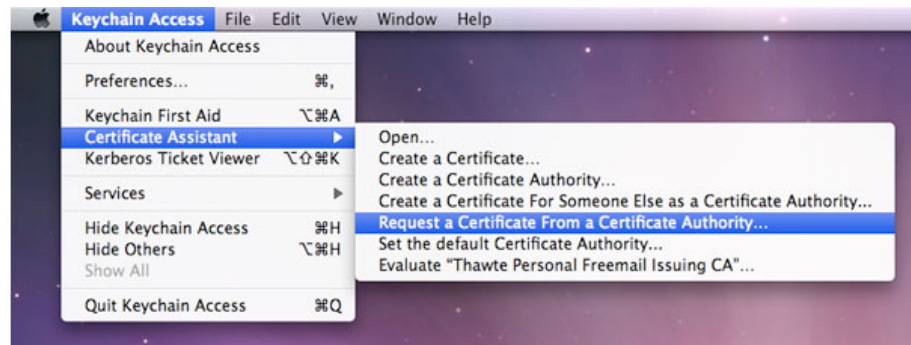 Keychain Access File Edit View Window Help
About Keychain Access
Preferences... ⌘,
Keychain First Aid ⌥⌘A
Certificate Assistant ▶
Kerberos Ticket Viewer ⌥⇧⌘K
Services ▶
Hide Keychain Access ⌘H
Hide Others ⌥⌘H
Show All
Quit Keychain Access ⌘Q
Open...
Create a Certificate...
Create a Certificate Authority...
Create a Certificate For Someone Else as a Certificate Authority...
Request a Certificate From a Certificate Authority...
Set the default Certificate Authority...
Evaluate “Thawte Personal Freemail Issuing CA”...